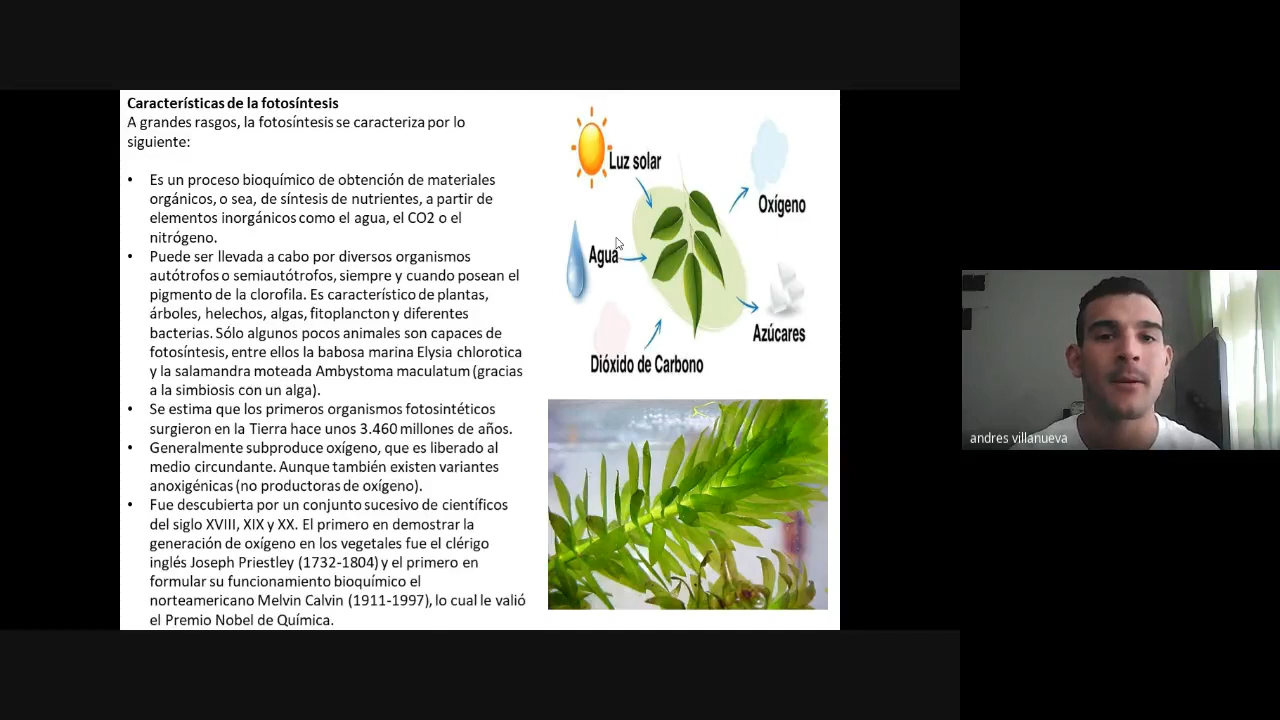 Características de la fotosíntesis
A grandes rasgos, la fotosíntesis se caracteriza por lo
siguiente:
• Es un proceso bioquímico de obtención de materiales
orgánicos, o sea, de síntesis de nutrientes, a partir de
elementos inorgánicos como el agua, el CO2 o el
nitrógeno.
• Puede ser llevada a cabo por diversos organismos
autótrofos o semiautótrofos, siempre y cuando posean el
pigmento de la clorofila. Es característico de plantas,
árboles, helechos, algas, fitoplancton y diferentes
bacterias. Sólo algunos pocos animales son capaces de
fotosíntesis, entre ellos la babosa marina Elysia chlorotica
y la salamandra moteada Ambystoma maculatum (gracias
a la simbiosis con un alga).
• Se estima que los primeros organismos fotosintéticos
surgieron en la Tierra hace unos 3.460 millones de años.
• Generalmente subproduce oxígeno, que es liberado al
medio circundante. Aunque también existen variantes
anoxigénicas (no productoras de oxígeno).
• Fue descubierta por un conjunto sucesivo de científicos
del siglo XVIII, XIX y XX. El primero en demostrar la
generación de oxígeno en los vegetales fue el clérigo
inglés Joseph Priestley (1732-1804) y el primero en
formular su funcionamiento bioquímico el
norteamericano Melvin Calvin (1911-1997), lo cual le valió
el Premio Nobel de Química.
Luz solar
Oxígeno
Agua
Azúcares
Dióxido de Carbono
andres villanueva